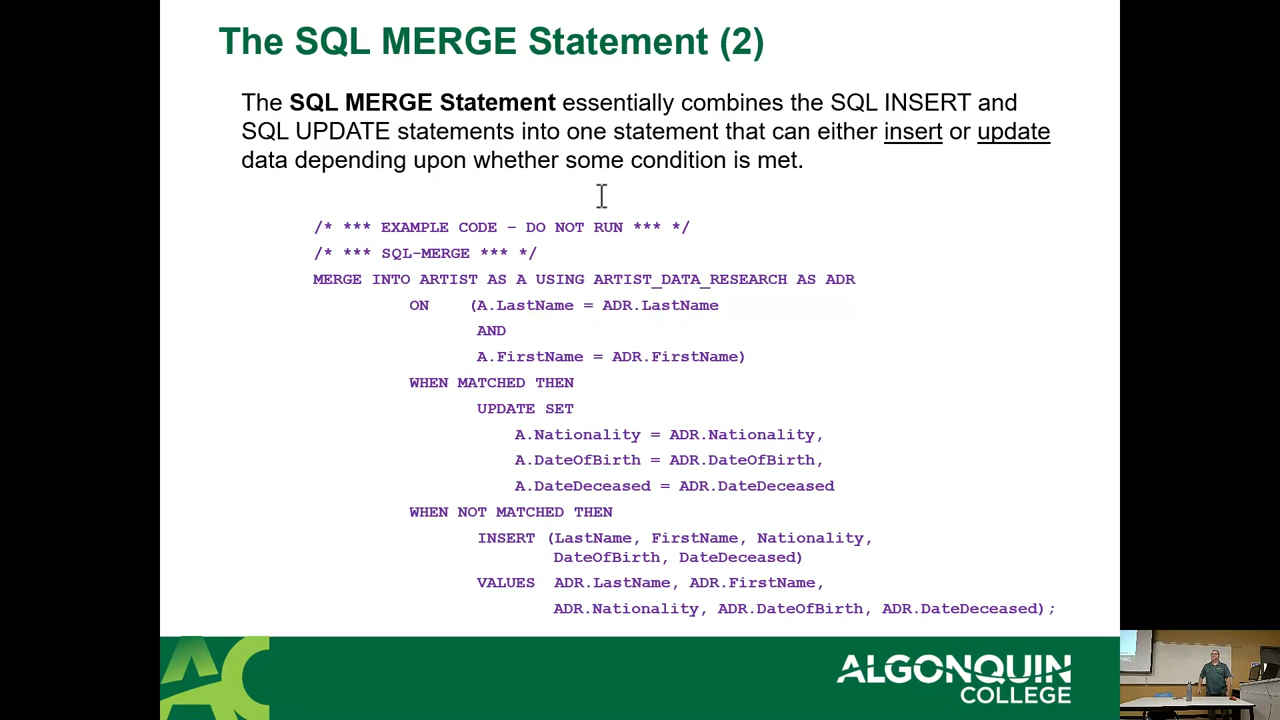 The SQL MERGE Statement (2)
The SQL MERGE Statement essentially combines the SQL INSERT and
SQL UPDATE statements into one statement that can either insert or update
data depending upon whether some condition is met.
/* *** EXAMPLE CODE – DO NOT RUN *** */
/* *** SQL-MERGE *** */
MERGE INTO ARTIST AS A USING ARTIST_DATA_RESEARCH AS ADR
ON (A.LastName = ADR.LastName
AND
A.FirstName = ADR.FirstName)
WHEN MATCHED THEN
UPDATE SET
A.Nationality = ADR.Nationality,
A.DateOfBirth = ADR.DateOfBirth,
A.DateDeceased = ADR.DateDeceased
WHEN NOT MATCHED THEN
INSERT (LastName, FirstName, Nationality,
DateOfBirth, DateDeceased)
VALUES ADR.LastName, ADR.FirstName,
ADR.Nationality, ADR.DateOfBirth, ADR.DateDeceased);
AC
ALGONQUIN
COLLEGE